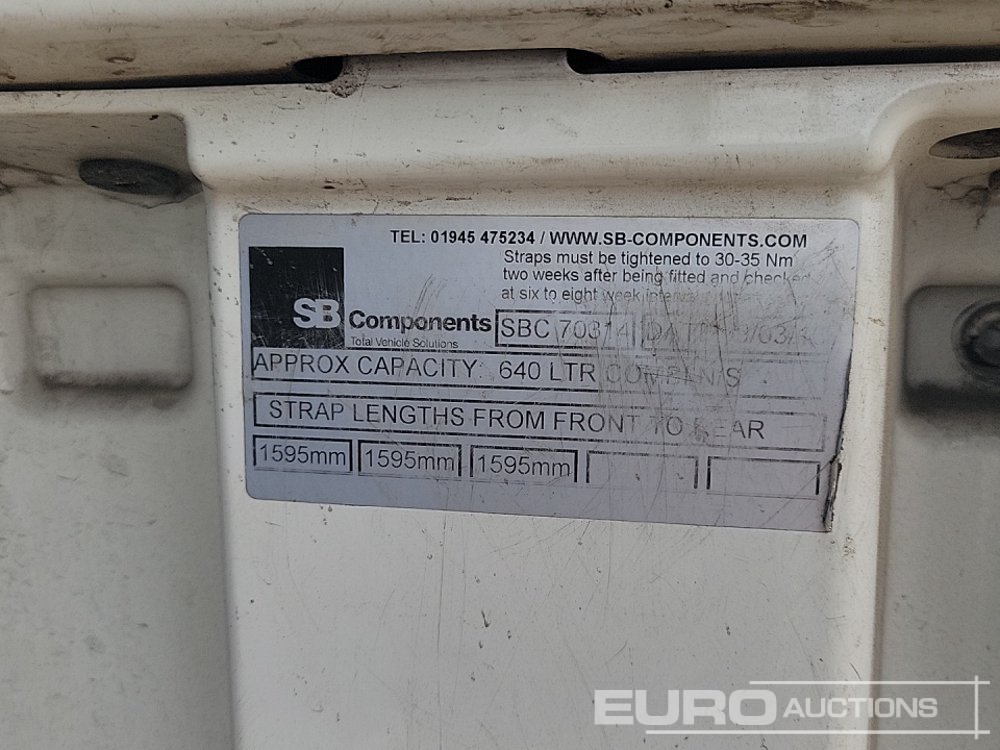 TEL: 01945 475234 / WWW.SB-COMPONENTS.COM
Straps must be tightened to 30-35 Nm
two weeks after being fitted and checked
at six to eight week
SB Components
Total Vehicle Solutions
SBC 70314
APPROX CAPACITY: 640 LTR
STRAP LENGTHS FROM FRONT TO REAR
1595mm 1595mm 1595mm
EURO AUCTIONS